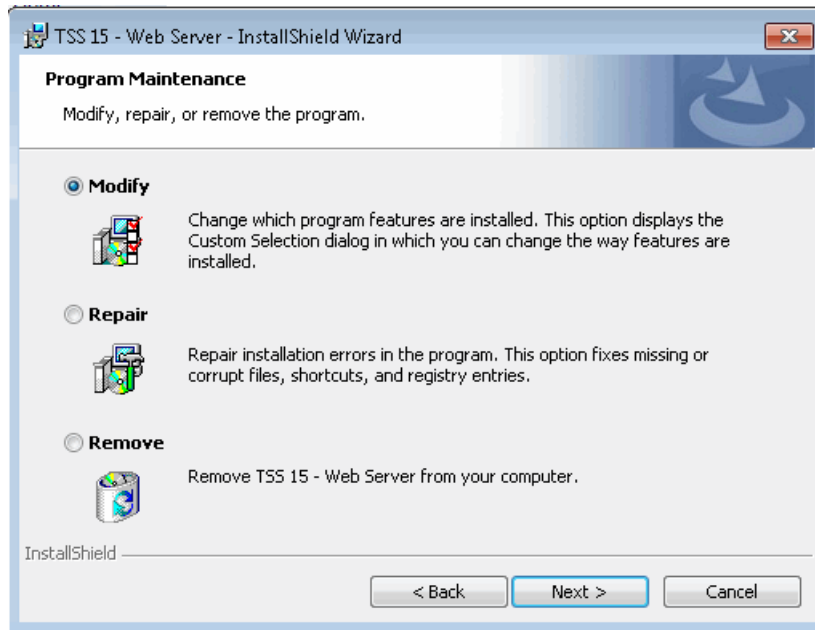 TSS 15 - Web Server - InstallShield Wizard
Program Maintenance
Modify, repair, or remove the program.
Modify
Change which program features are installed. This option displays the
Custom Selection dialog in which you can change the way features are
installed.
Repair
Repair installation errors in the program. This option fixes missing or
corrupt files, shortcuts, and registry entries.
Remove
Remove TSS 15 - Web Server from your computer.
InstallShield
< Back
Next >
Cancel